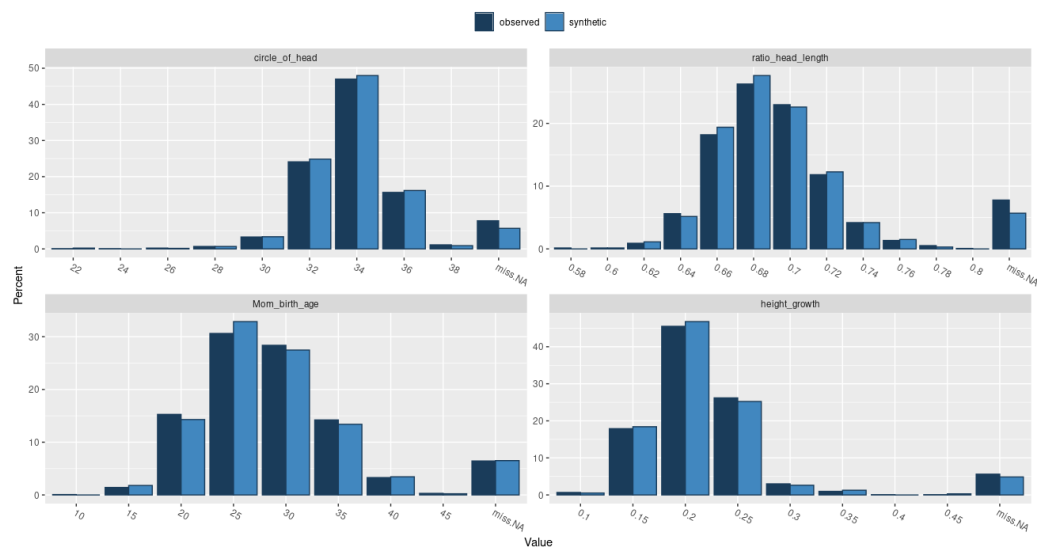 observed synthetic
circle_of_head
50
40
30
20
10
0
22 24 26 28 30 32 34 36 38 miss.NA
ratio_head_length
20
10
0
0.58 0.6 0.62 0.64 0.66 0.68 0.7 0.72 0.74 0.76 0.78 0.8 miss.NA
Percent
Mom_birth_age
30
20
10
0
10 15 20 25 30 35 40 45 miss.NA
height_growth
40
30
20
10
0
0.1 0.15 0.2 0.25 0.3 0.35 0.4 0.45 miss.NA
Value